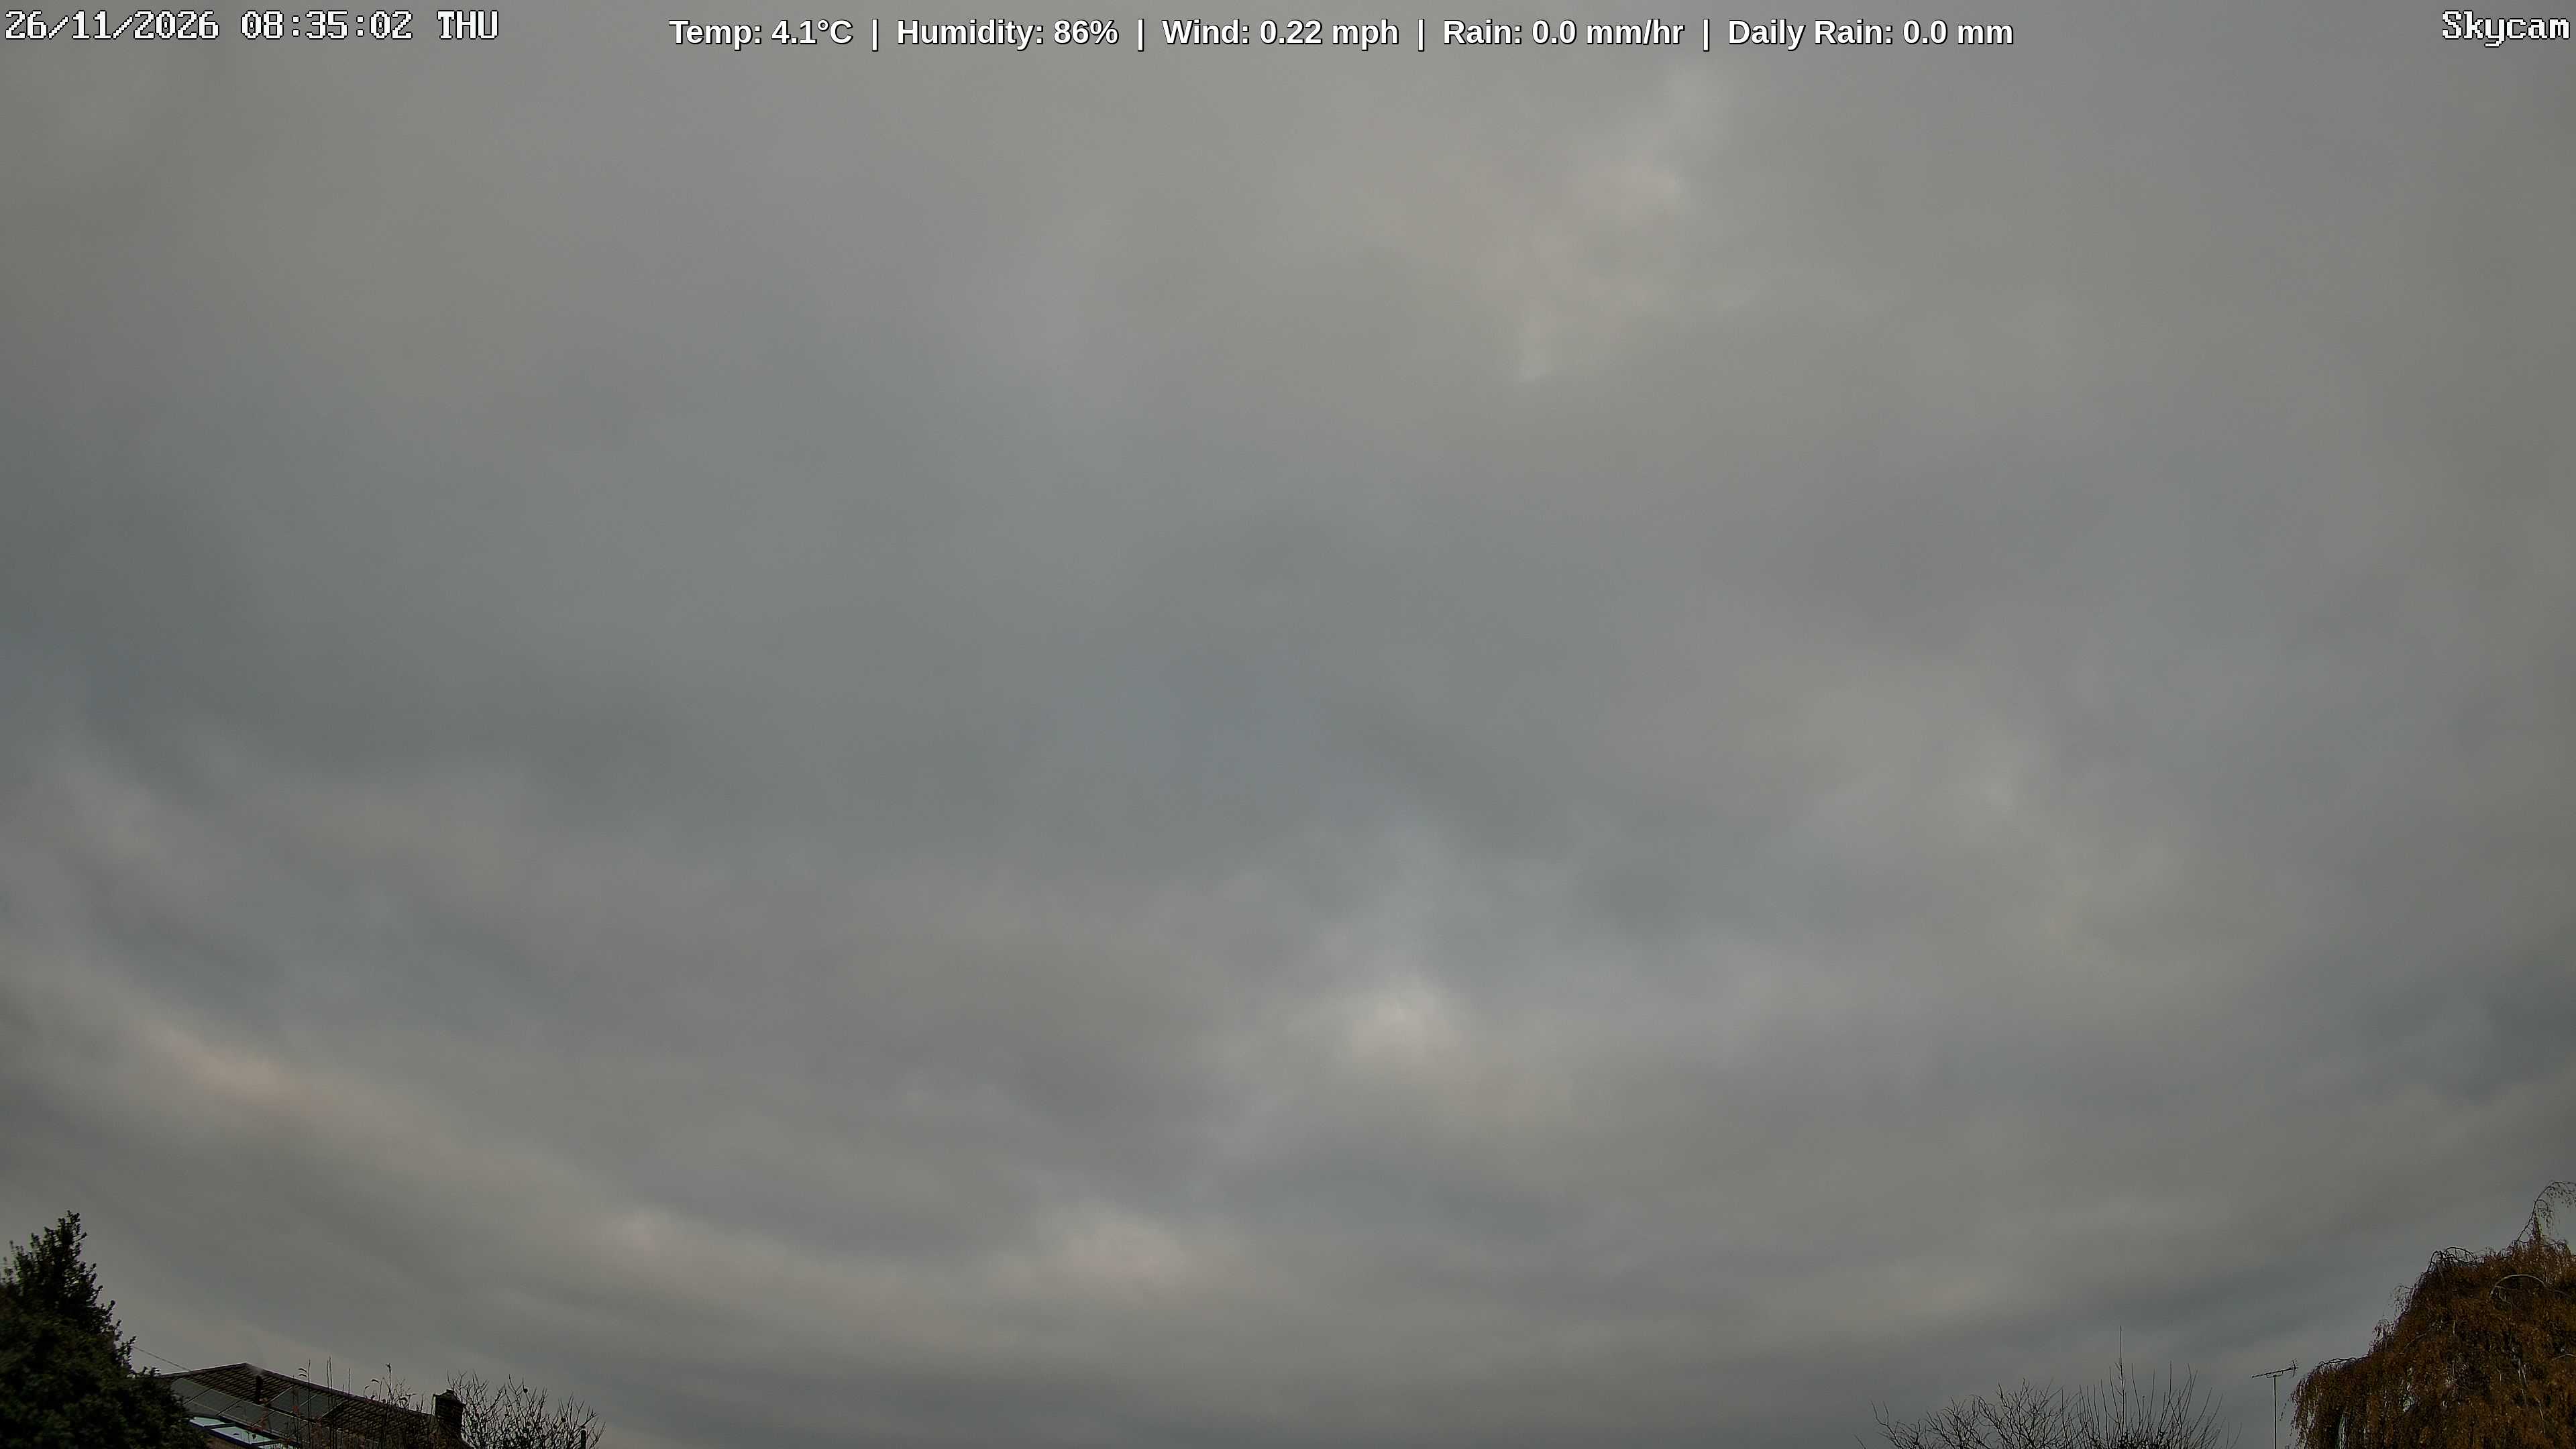 26/11/2026 08:35:02 THU
Temp: 4.1°C | Humidity: 86% | Wind: 0.22 mph | Rain: 0.0 mm/hr | Daily Rain: 0.0 mm
Skycam